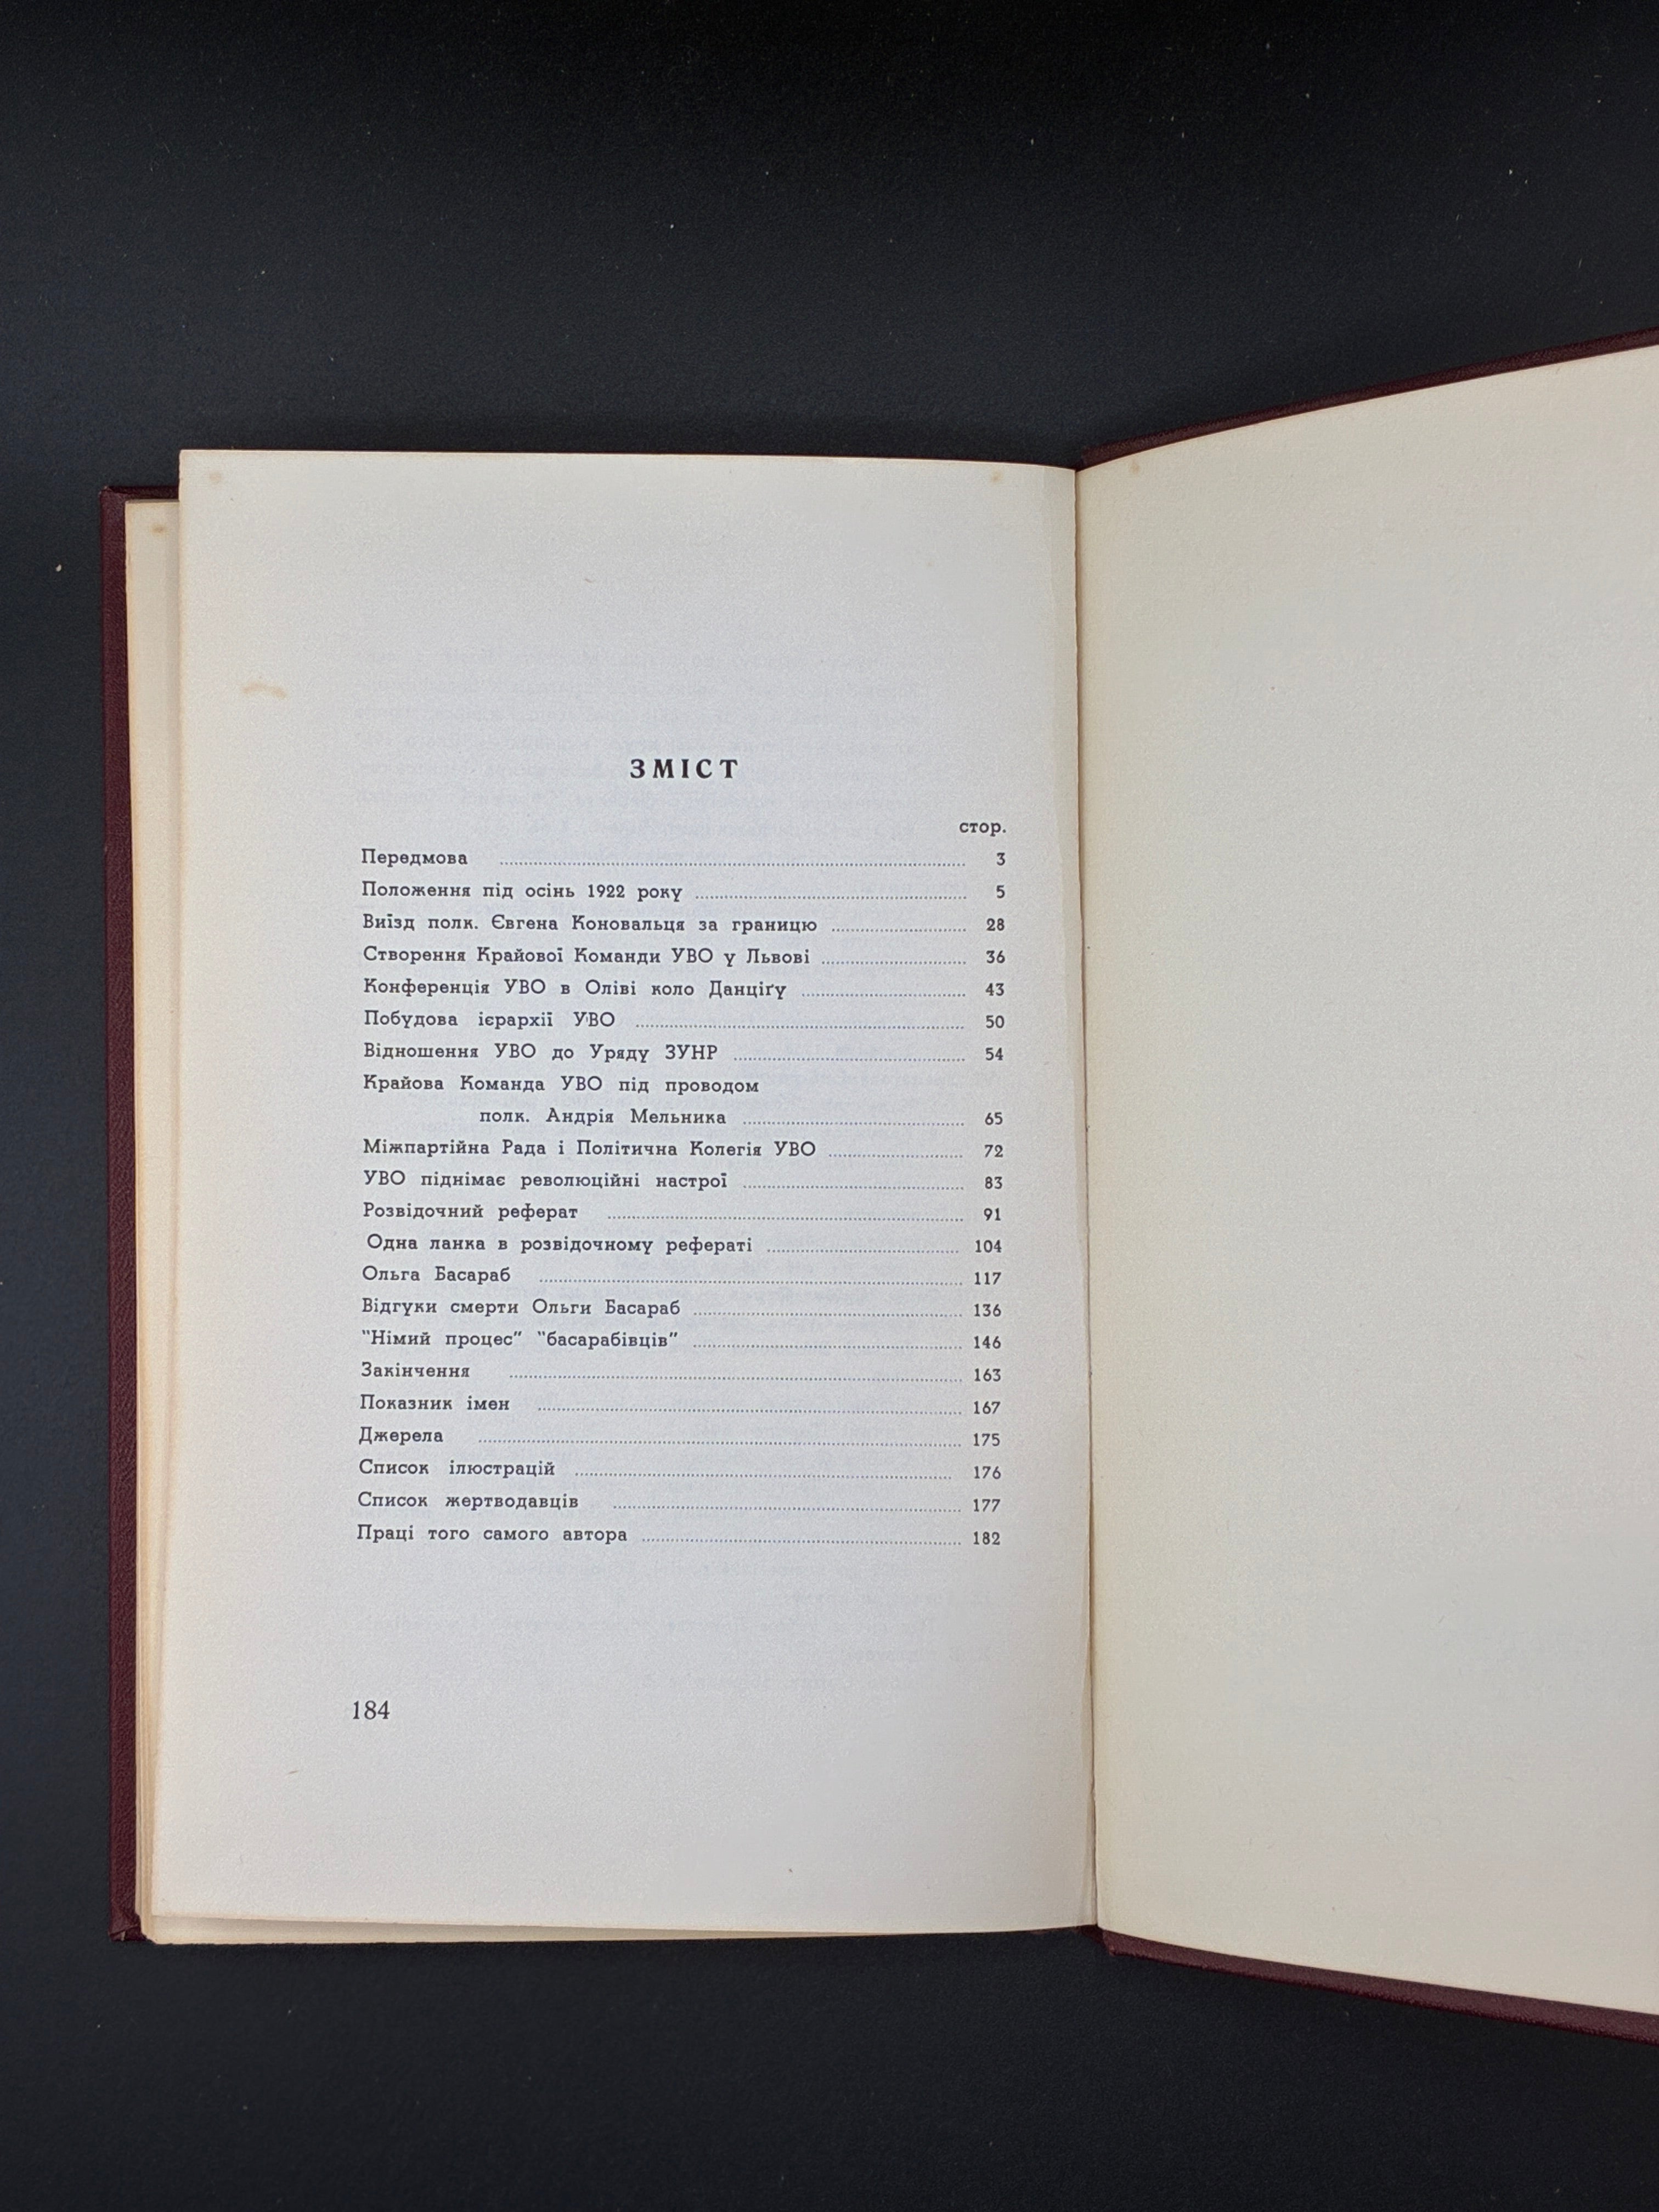 ЗМІСТ
стор.
Передмова ........ 3
Положення під осінь 1922 року ........ 5
Виїзд полк. Євгена Коновальця за границю ........ 28
Створення Крайової Команди УВО у Львові ........ 36
Конференція УВО в Оліві коло Данціґу ........ 43
Побудова ієрархії УВО ........ 50
Відношення УВО до Уряду ЗУНР ........ 54
Крайова Команда УВО під проводом
полк. Андрія Мельника ........ 65
Міжпартійна Рада і Політична Колегія УВО ........ 72
УВО піднімає революційні настрої ........ 83
Розвідочний реферат ........ 91
Одна ланка в розвідочному рефераті ........ 104
Ольга Басараб ........ 117
Відгуки смерти Ольги Басараб ........ 136
"Німий процес" "басарабівців" ........ 146
Закінчення ........ 163
Показник імен ........ 167
Джерела ........ 175
Список ілюстрацій ........ 176
Список жертводавців ........ 177
Праці того самого автора ........ 182
184